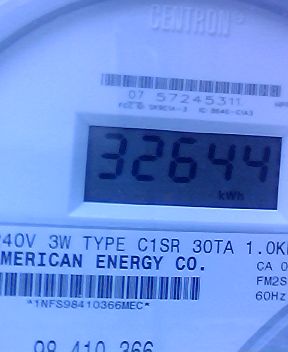 CENTRON®
07 57245311
32644
kWh
240V 3W TYPE C1SR 30TA 1.0K
AMERICAN ENERGY CO.
CA 0
FM2S
*1NFS98410366MEC*
60Hz
98 410 366